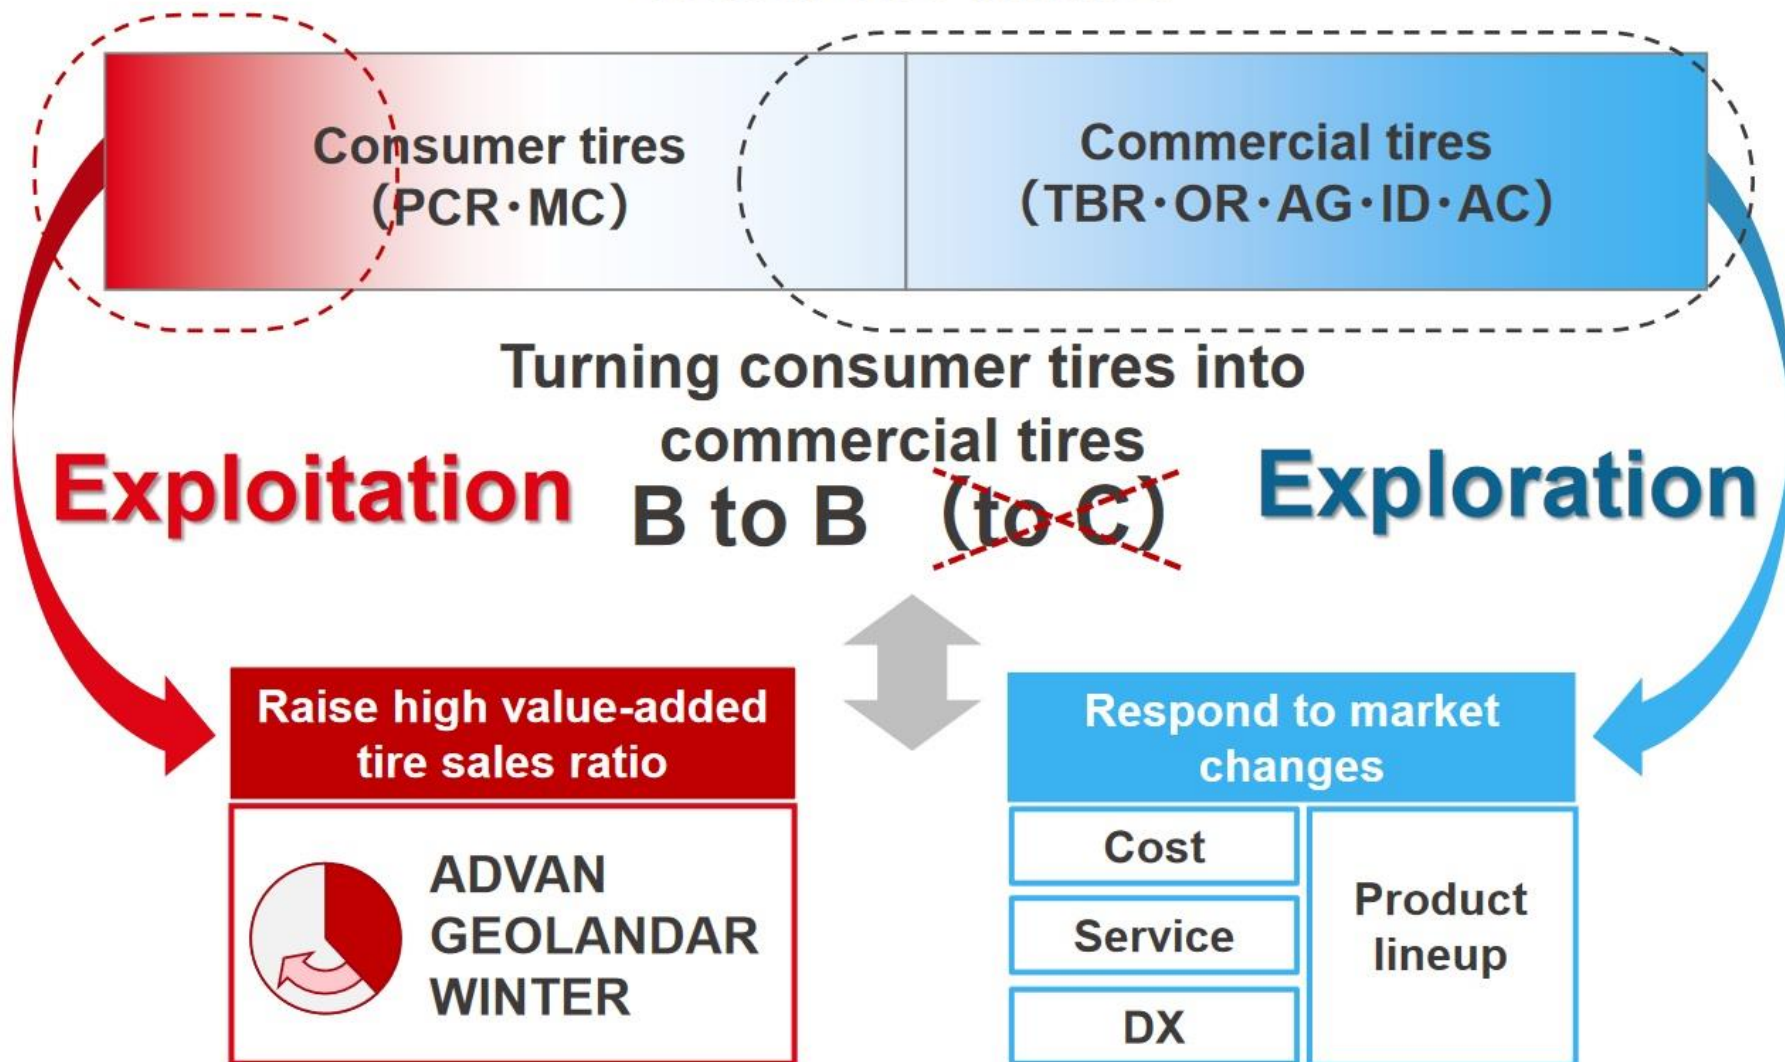 Consumer tires
（PCR・MC）
Commercial tires
（TBR・OR・AG・ID・AC）
Turning consumer tires into
commercial tires
B to B （to C）
Exploitation
Exploration
Raise high value-added
tire sales ratio
ADVAN
GEOLANDAR
WINTER
Respond to market
changes
Cost
Service
DX
Product
lineup